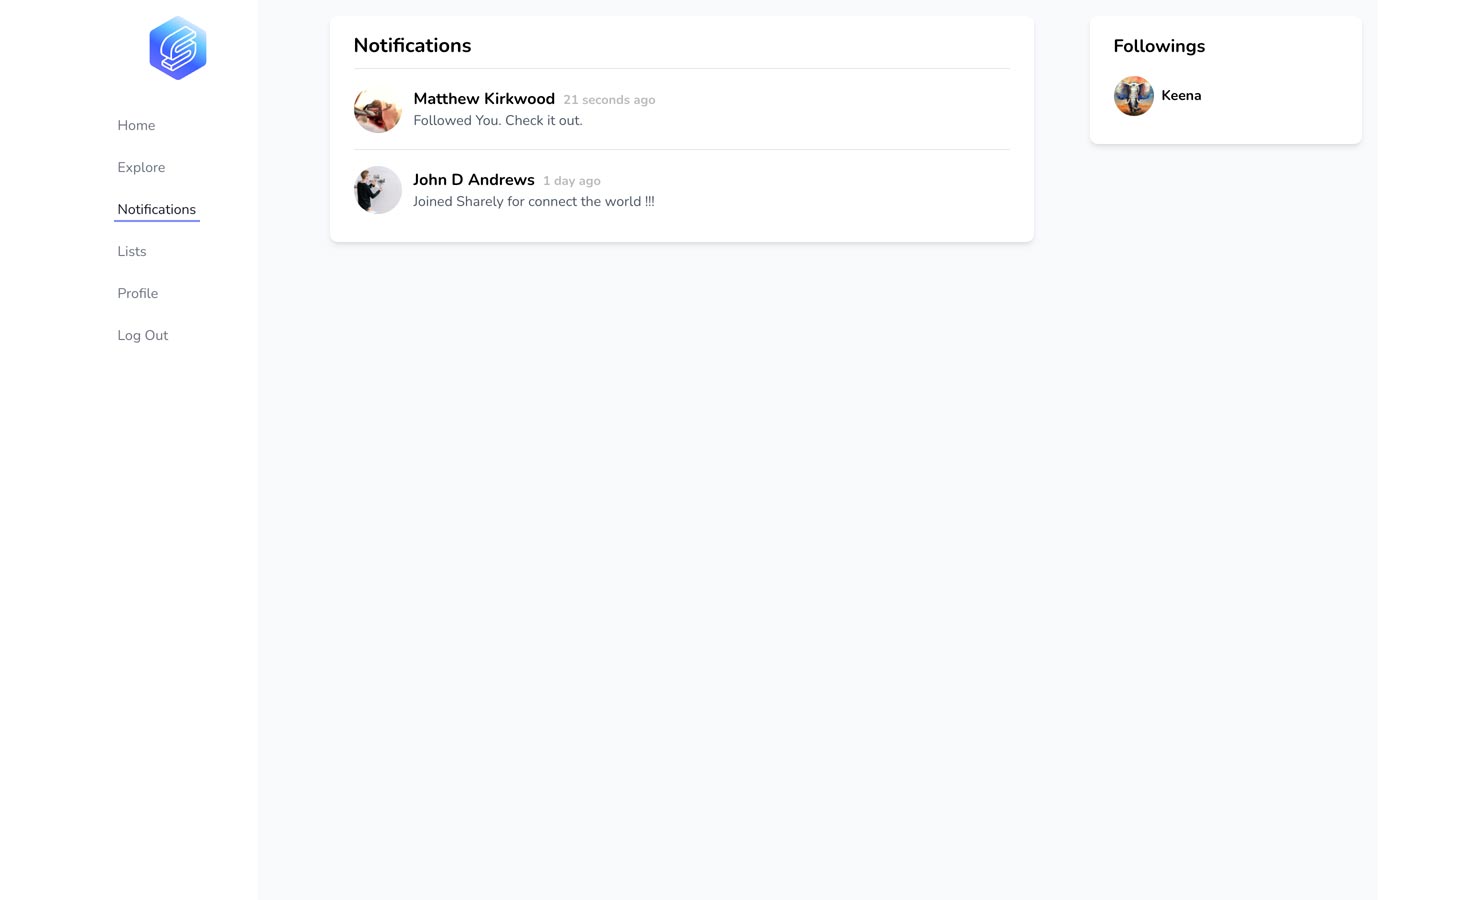 Home
Explore
Notifications
Lists
Profile
Log Out
Notifications
Matthew Kirkwood 21 seconds ago
Followed You. Check it out.
John D Andrews 1 day ago
Joined Sharely for connect the world !!!
Followings
Keena